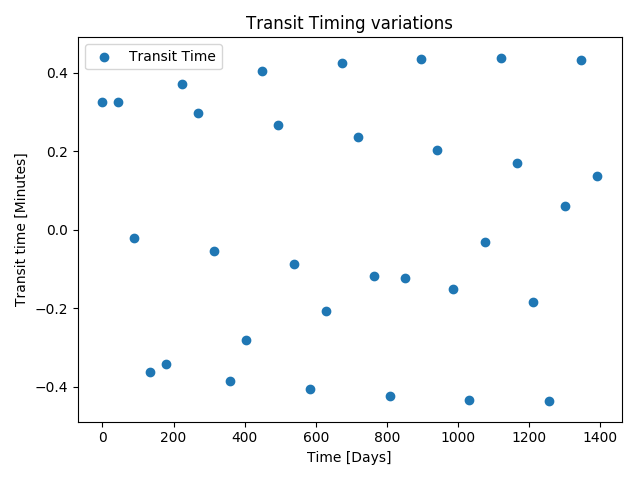 Transit Timing variations
Transit Time
0.4
0.2
0.0
−0.2
−0.4
Transit time [Minutes]
0 200 400 600 800 1000 1200 1400
Time [Days]